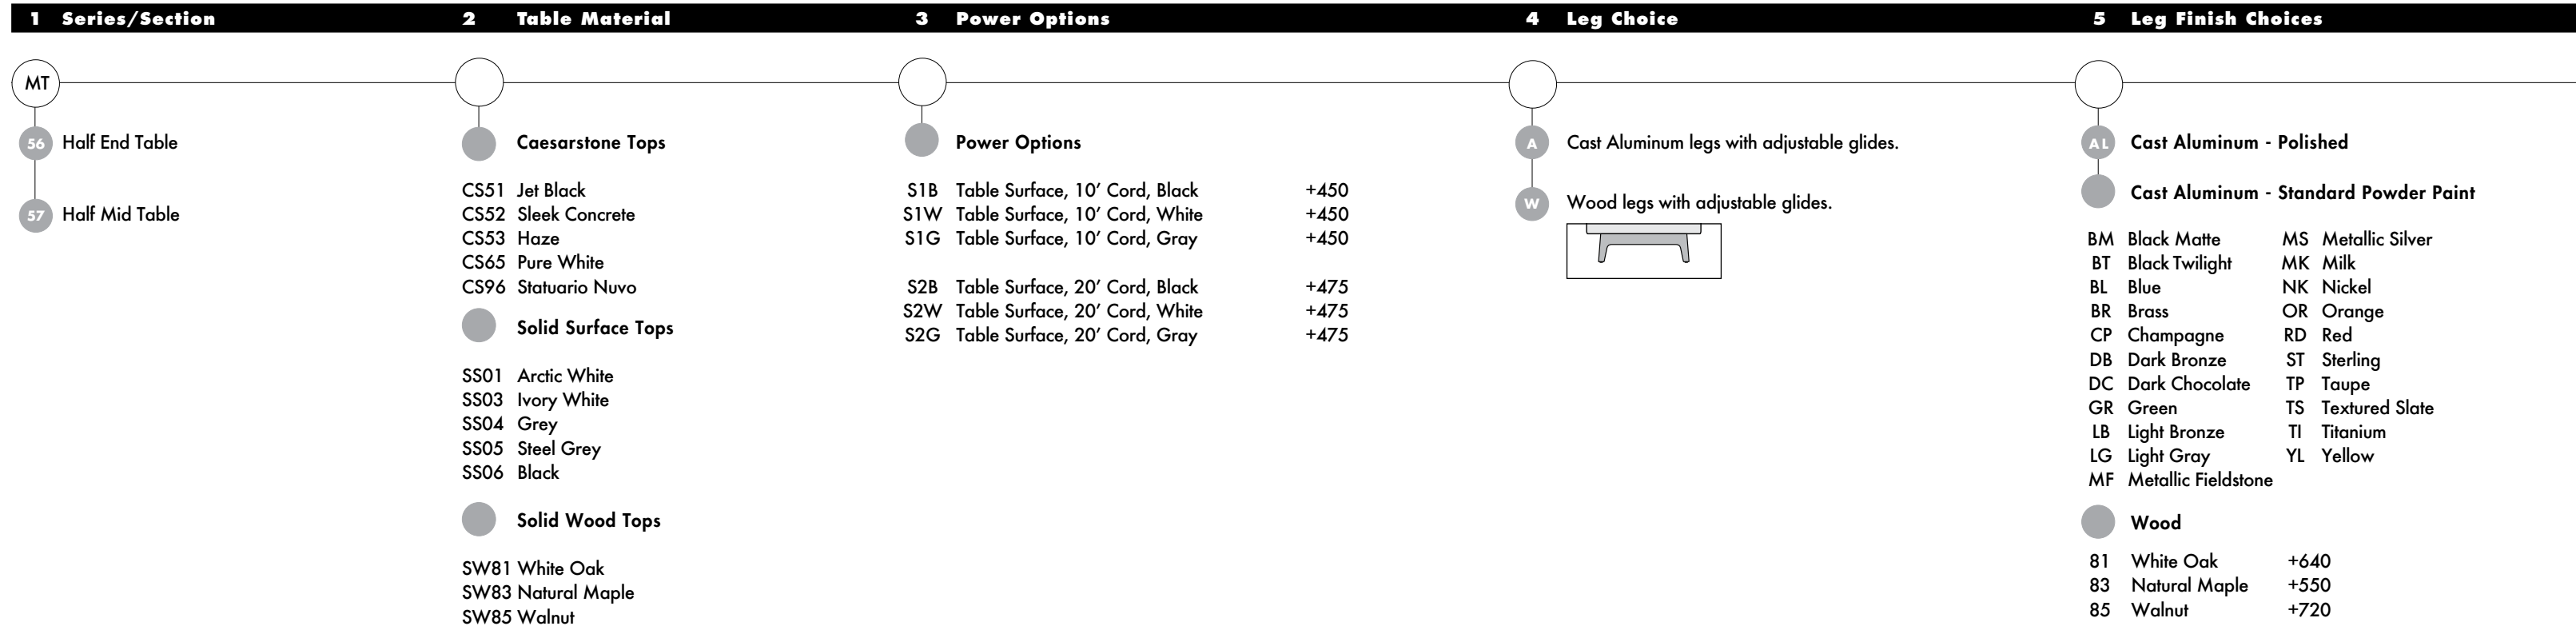 1 Series/Section
2 Table Material
3 Power Options
4 Leg Choice
5 Leg Finish Choices
MT
56 Half End Table
57 Half Mid Table
Caesarstone Tops
CS51 Jet Black
CS52 Sleek Concrete
CS53 Haze
CS65 Pure White
CS96 Statuario Nuvo
Solid Surface Tops
SS01 Arctic White
SS03 Ivory White
SS04 Grey
SS05 Steel Grey
SS06 Black
Solid Wood Tops
SW81 White Oak
SW83 Natural Maple
SW85 Walnut
Power Options
S1B Table Surface, 10′ Cord, Black +450
S1W Table Surface, 10′ Cord, White +450
S1G Table Surface, 10′ Cord, Gray +450
S2B Table Surface, 20′ Cord, Black +475
S2W Table Surface, 20′ Cord, White +475
S2G Table Surface, 20′ Cord, Gray +475
A Cast Aluminum legs with adjustable glides.
W Wood legs with adjustable glides.
AL Cast Aluminum - Polished
Cast Aluminum - Standard Powder Paint
BM Black Matte
BT Black Twilight
BL Blue
BR Brass
CP Champagne
DB Dark Bronze
DC Dark Chocolate
GR Green
LB Light Bronze
LG Light Gray
MF Metallic Fieldstone
MS Metallic Silver
MK Milk
NK Nickel
OR Orange
RD Red
ST Sterling
TP Taupe
TS Textured Slate
TI Titanium
YL Yellow
Wood
81 White Oak +640
83 Natural Maple +550
85 Walnut +720